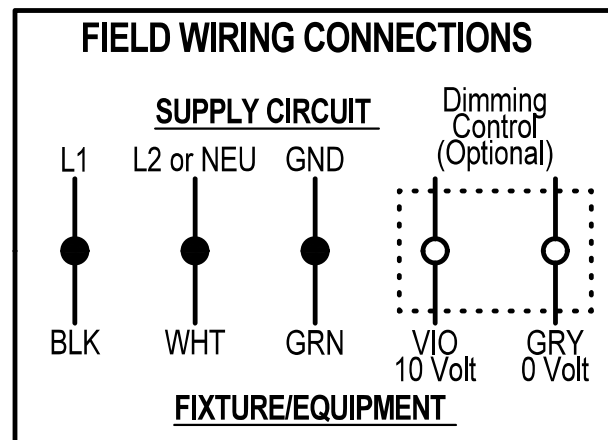 FIELD WIRING CONNECTIONS
SUPPLY CIRCUIT
Dimming
Control
(Optional)
L1 L2 or NEU GND
BLK WHT GRN VIO GRY
10 Volt 0 Volt
FIXTURE/EQUIPMENT